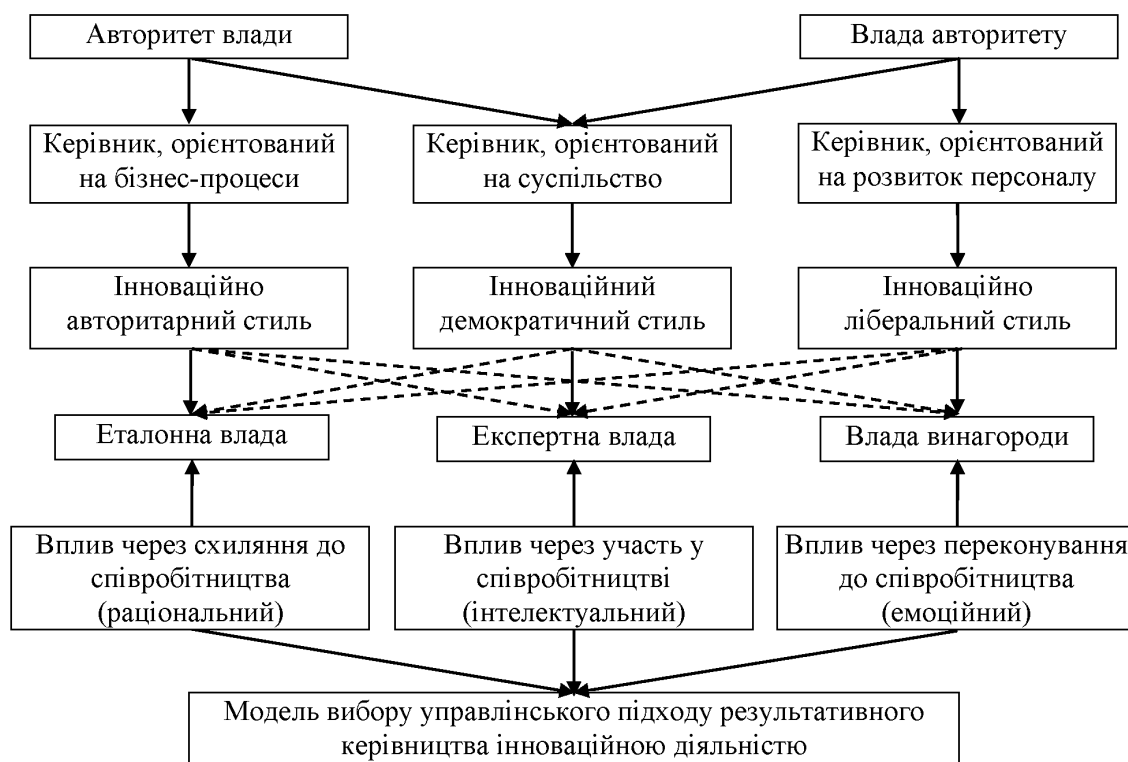 Авторитет влади
Влада авторитету
Керівник, орієнтований
на бізнес-процеси
Керівник, орієнтований
на суспільство
Керівник, орієнтований
на розвиток персоналу
Інноваційно
авторитарний стиль
Інноваційний
демократичний стиль
Інноваційно
ліберальний стиль
Еталонна влада
Експертна влада
Влада винагороди
Вплив через схиляння до
співробітництва
(раціональний)
Вплив через участь у
співробітництві
(інтелектуальний)
Вплив через переконування
до співробітництва
(емоційний)
Модель вибору управлінського підходу результативного
керівництва інноваційною діяльністю